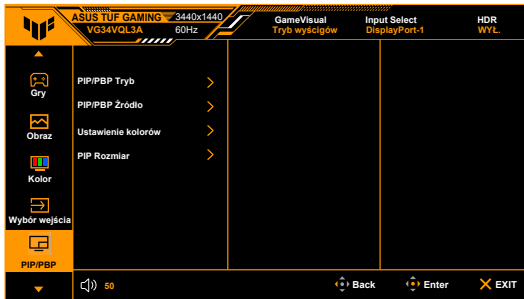 ASUS TUF GAMING
VG34VQL3A
3440x1440
60Hz
GameVisual
Tryb wyścigów
Input Select
DisplayPort-1
HDR
WYŁ.
Gry
Obraz
Kolor
Wybór wejścia
PIP/PBP
PIP/PBP Tryb
PIP/PBP Źródło
Ustawienie kolorów
PIP Rozmiar
50
Back
Enter
EXIT